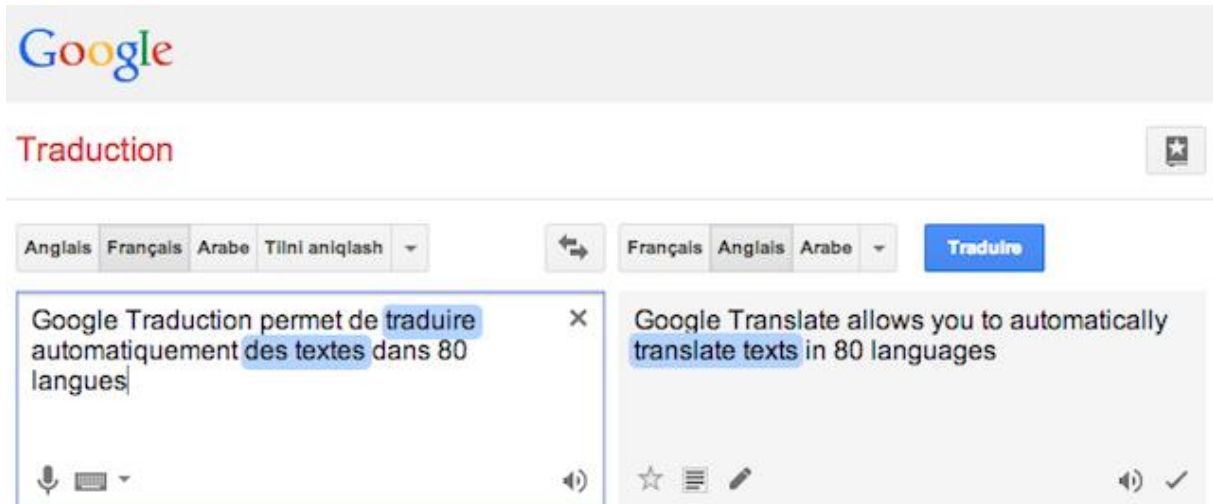 Google
Traduction
Anglais Français Arabe Tilni aniqlash
Français Anglais Arabe Traduire
Google Traduction permet de traduire
automatiquement des textes dans 80
langues
Google Translate allows you to automatically
translate texts in 80 languages